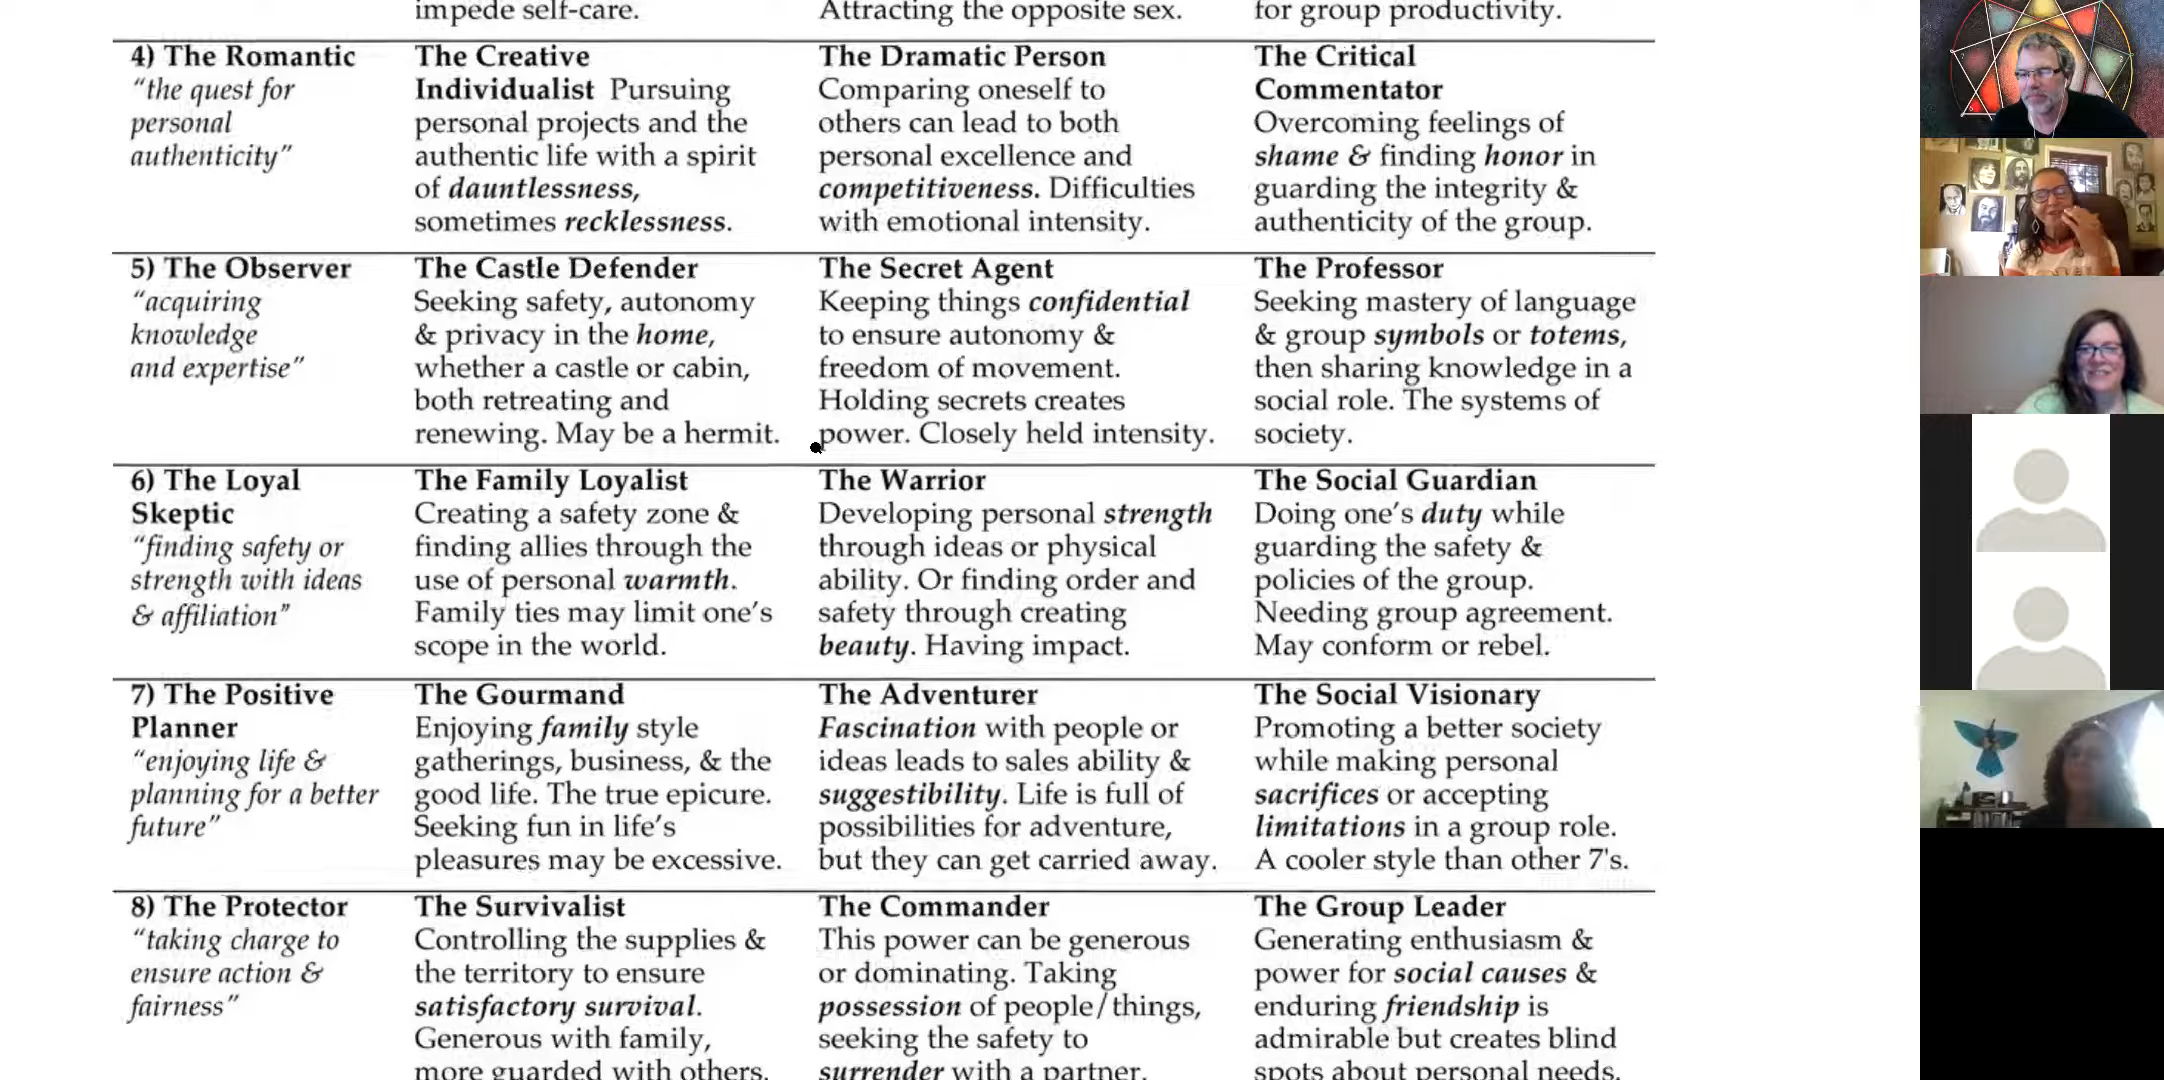 impede self-care.
Attracting the opposite sex.
for group productivity.
4) The Romantic
“the quest for
personal
authenticity”
The Creative
Individualist Pursuing
personal projects and the
authentic life with a spirit
of dauntlessness,
sometimes recklessness.
The Dramatic Person
Comparing oneself to
others can lead to both
personal excellence and
competitiveness. Difficulties
with emotional intensity.
The Critical
Commentator
Overcoming feelings of
shame & finding honor in
guarding the integrity &
authenticity of the group.
5) The Observer
“acquiring
knowledge
and expertise”
The Castle Defender
Seeking safety, autonomy
& privacy in the home,
whether a castle or cabin,
both retreating and
renewing. May be a hermit.
The Secret Agent
Keeping things confidential
to ensure autonomy &
freedom of movement.
Holding secrets creates
power. Closely held intensity.
The Professor
Seeking mastery of language
& group symbols or totems,
then sharing knowledge in a
social role. The systems of
society.
6) The Loyal
Skeptic
“finding safety or
strength with ideas
& affiliation”
The Family Loyalist
Creating a safety zone &
finding allies through the
use of personal warmth.
Family ties may limit one’s
scope in the world.
The Warrior
Developing personal strength
through ideas or physical
ability. Or finding order and
safety through creating
beauty. Having impact.
The Social Guardian
Doing one’s duty while
guarding the safety &
policies of the group.
Needing group agreement.
May conform or rebel.
7) The Positive
Planner
“enjoying life &
planning for a better
future”
The Gourmand
Enjoying family style
gatherings, business, & the
good life. The true epicure.
Seeking fun in life’s
pleasures may be excessive.
The Adventurer
Fascination with people or
ideas leads to sales ability &
suggestibility. Life is full of
possibilities for adventure,
but they can get carried away.
The Social Visionary
Promoting a better society
while making personal
sacrifices or accepting
limitations in a group role.
A cooler style than other 7's.
8) The Protector
“taking charge to
ensure action &
fairness”
The Survivalist
Controlling the supplies &
the territory to ensure
satisfactory survival.
Generous with family,
more guarded with others.
The Commander
This power can be generous
or dominating. Taking
possession of people/things,
seeking the safety to
surrender with a partner.
The Group Leader
Generating enthusiasm &
power for social causes &
enduring friendship is
admirable but creates blind
spots about personal needs.